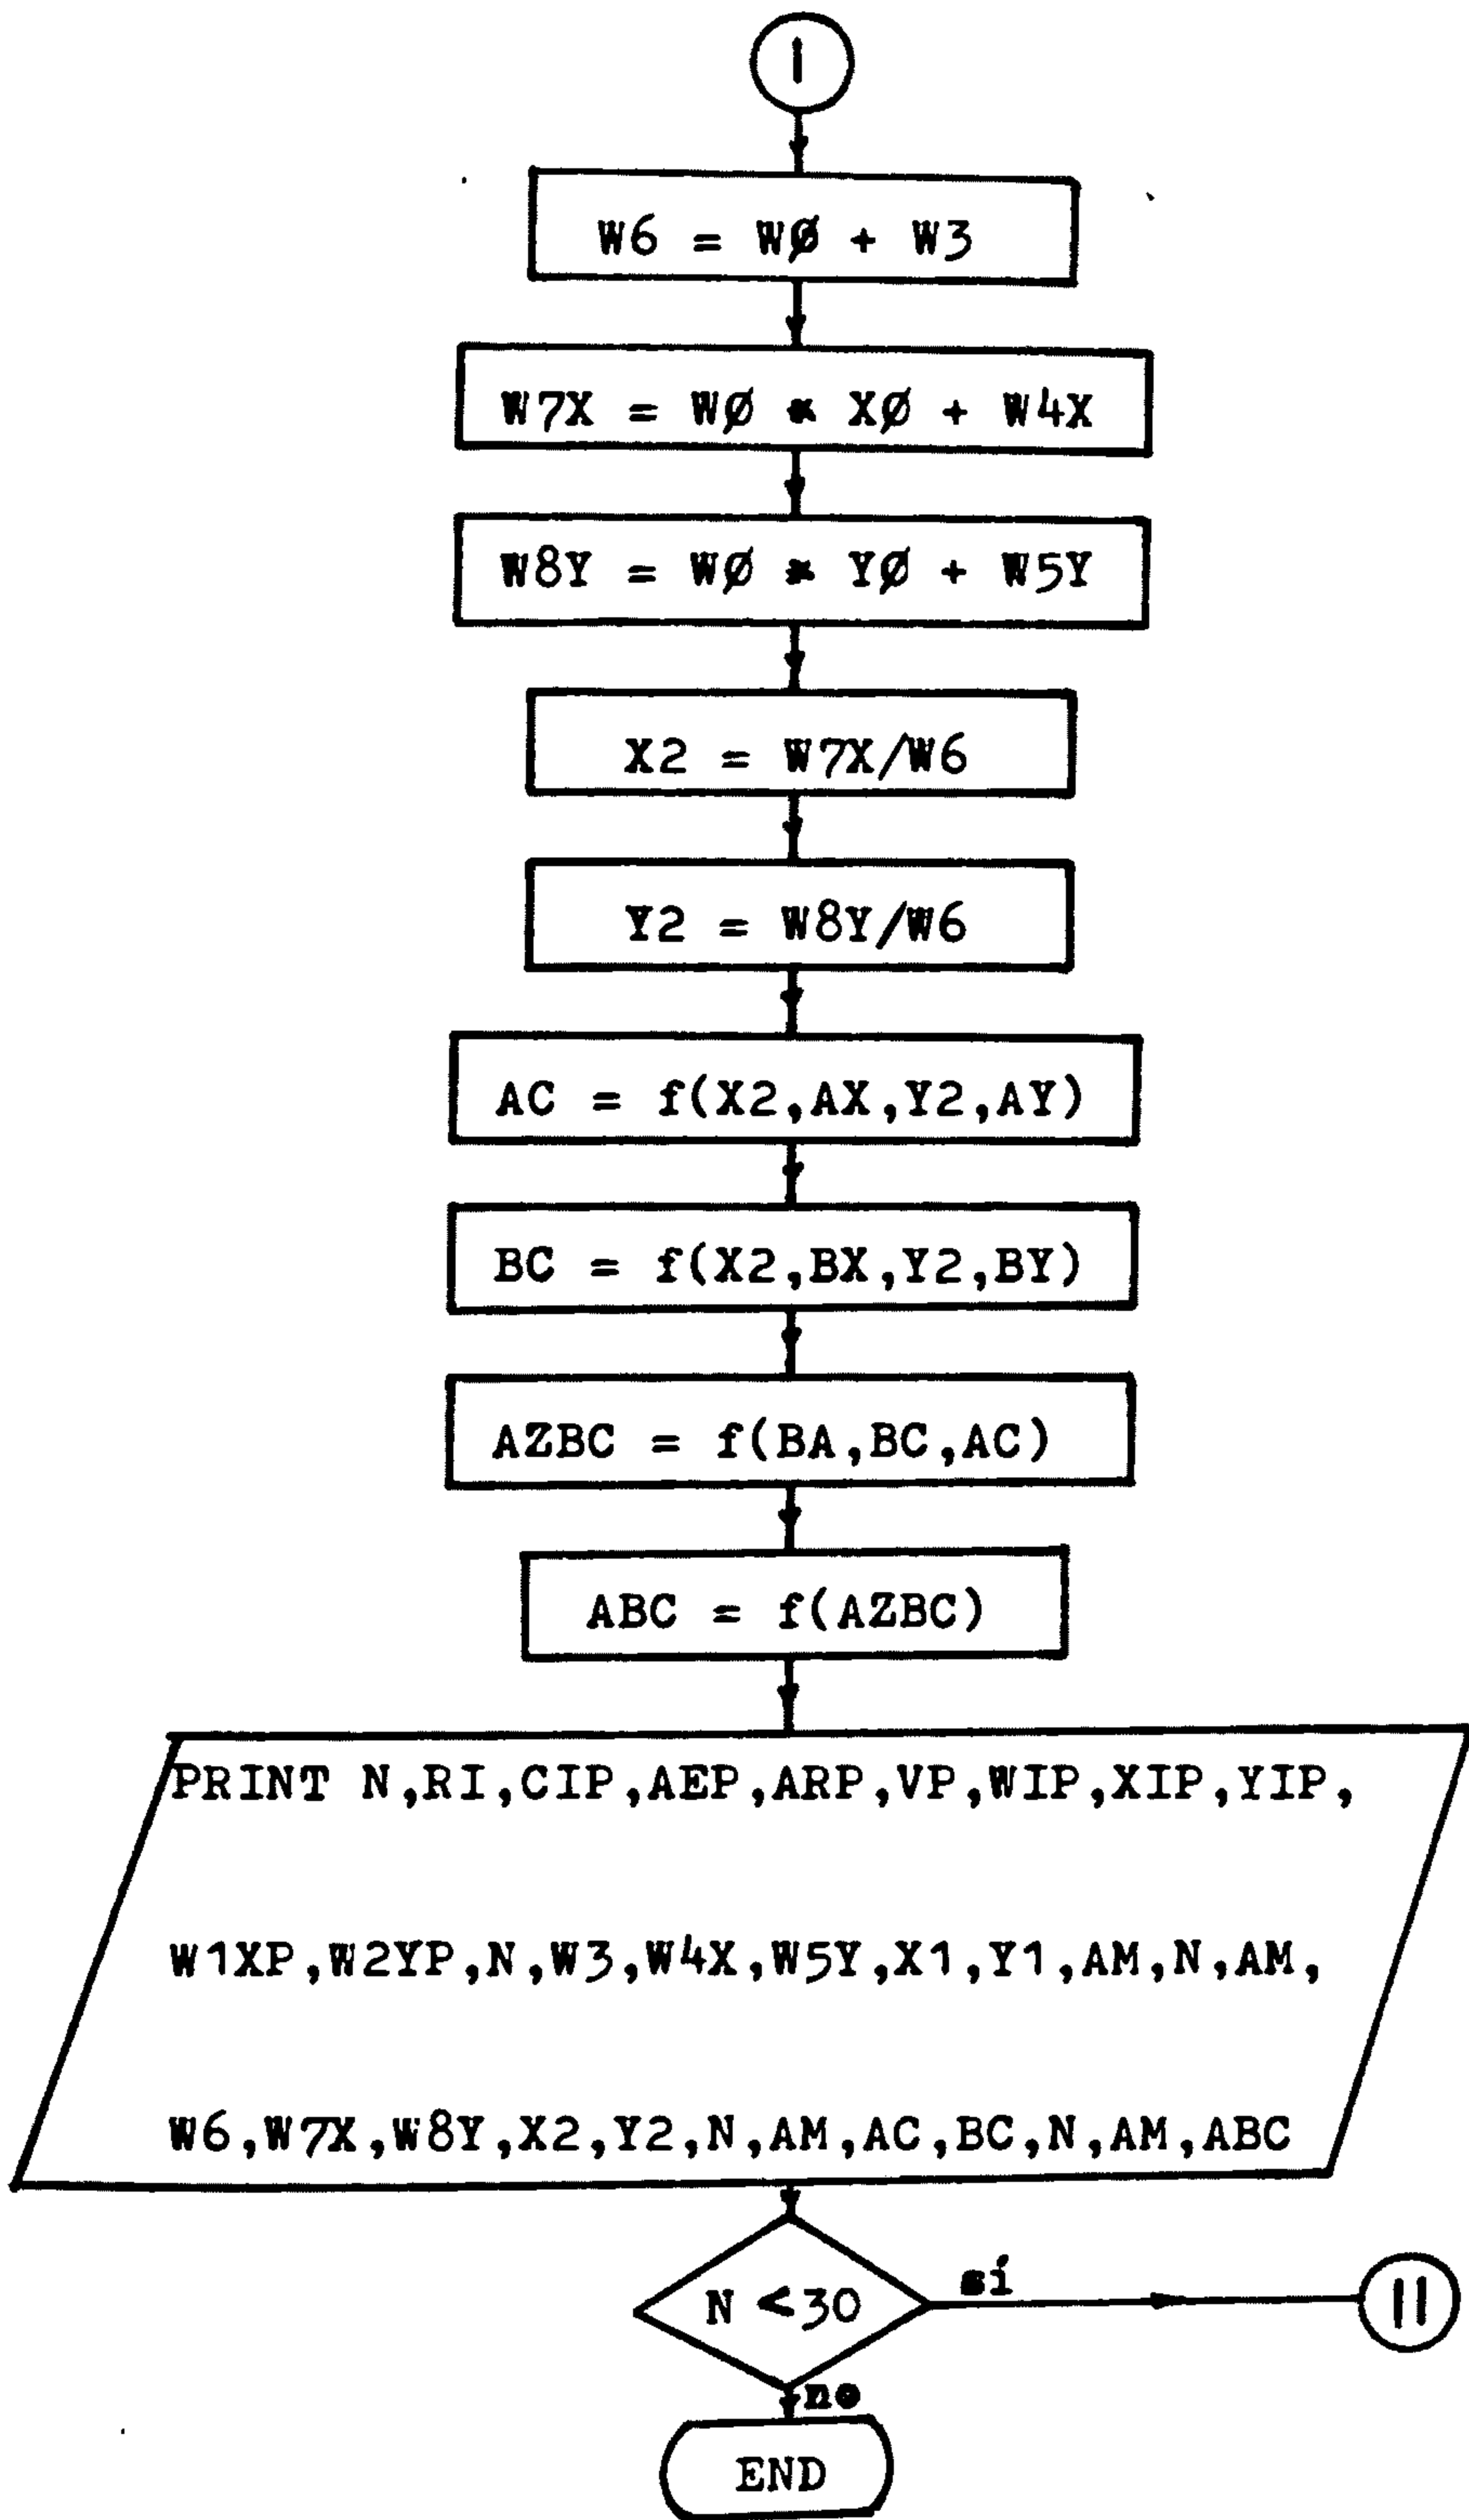 I
W6 = WØ + W3
W7X = WØ * XØ + W4X
W8Y = WØ * YØ + W5Y
X2 = W7X/W6
Y2 = W8Y/W6
AC = f(X2,AX,Y2,AY)
BC = f(X2,BX,Y2,BY)
AZBC = f(BA,BC,AC)
ABC = f(AZBC)
PRINT N,RI,CIP,AEP,ARP,VP,WIP,XIP,YIP,
W1XP,W2YP,N,W3,W4X,W5Y,X1,Y1,AM,N,AM,
W6,W7X,W8Y,X2,Y2,N,AM,AC,BC,N,AM,ABC
N <30
sí
II
no
END